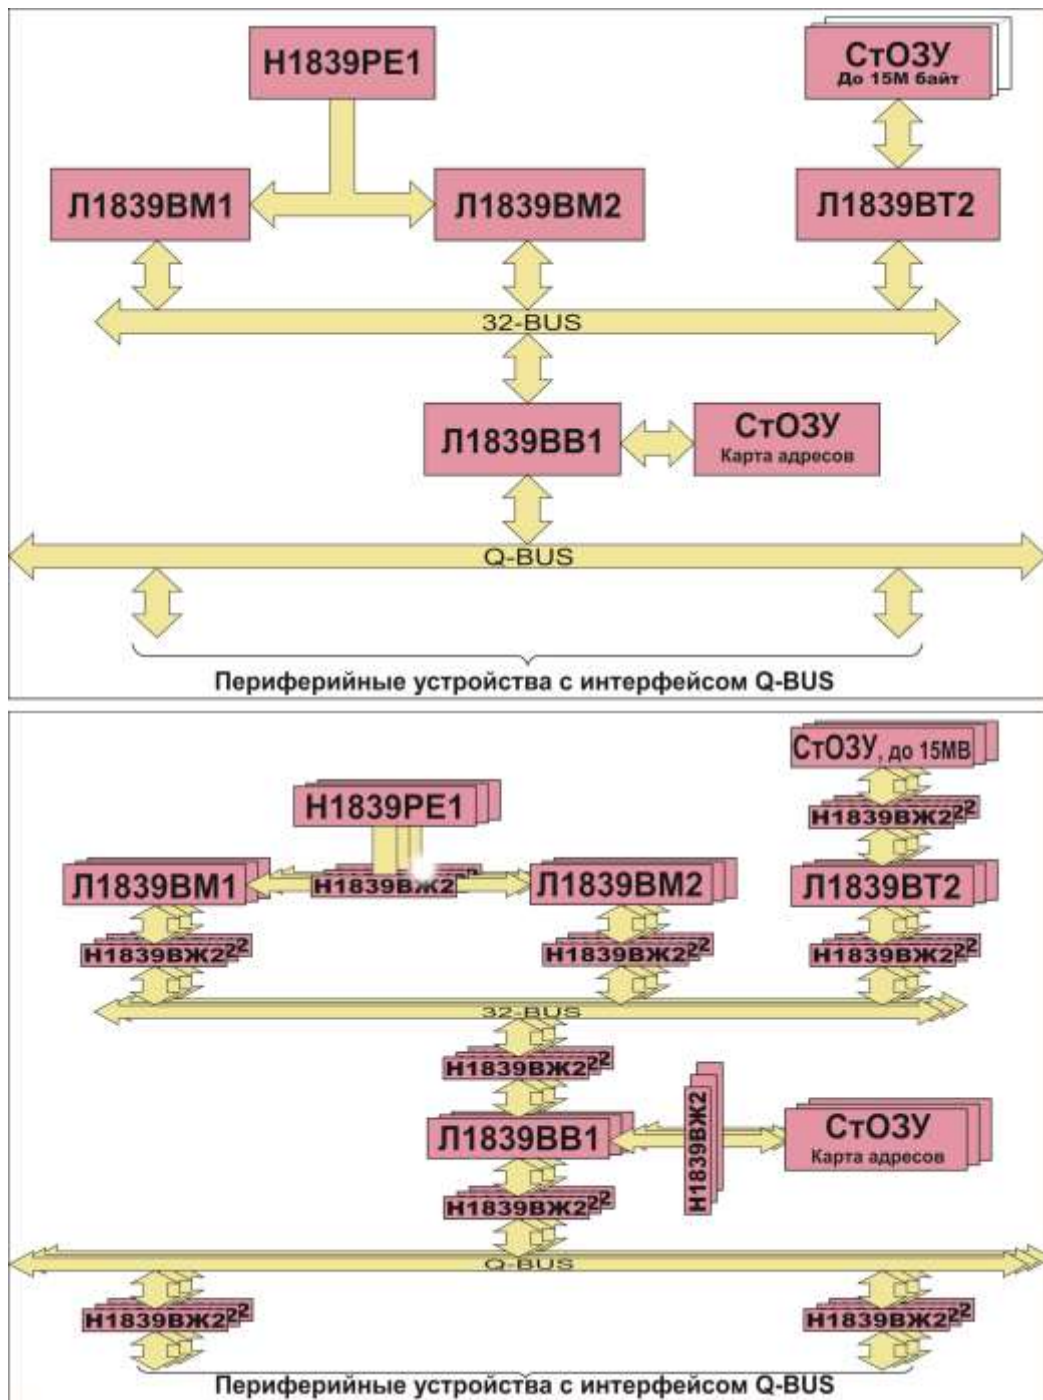 Н1839РЕ1
СтОЗУ
До 15М байт
Л1839ВМ1
Л1839ВМ2
Л1839ВТ2
32-BUS
Л1839ВВ1
СтОЗУ
Карта адресов
Q-BUS
Периферийные устройства с интерфейсом Q-BUS
СтОЗУ, до 15МВ
Н1839РЕ1
Н1839ВЖ2
Л1839ВМ1
Н1839ВЖ2
Л1839ВМ2
Л1839ВТ2
Н1839ВЖ2
Н1839ВЖ2
Н1839ВЖ2
32-BUS
Н1839ВЖ2
Л1839ВВ1
Н1839ВЖ2
СтОЗУ
Карта адресов
Н1839ВЖ2
Q-BUS
Н1839ВЖ2
Н1839ВЖ2
Периферийные устройства с интерфейсом Q-BUS